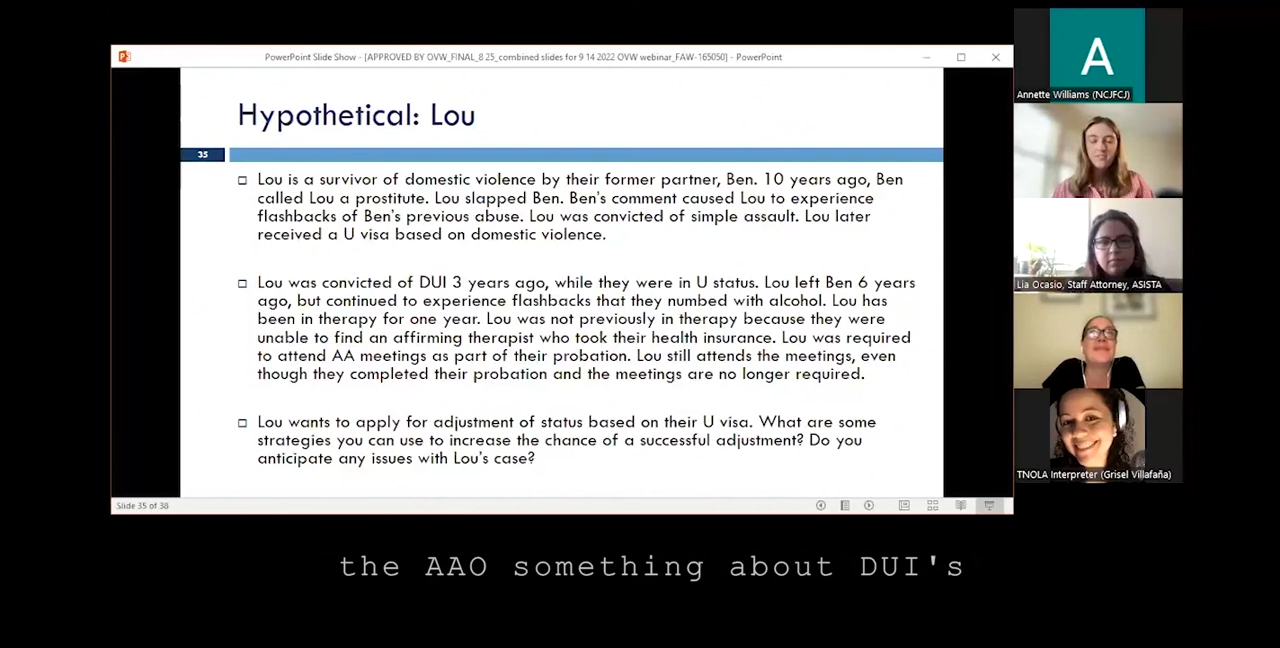 PowerPoint Slide Show - [APPROVED BY OVW_FINAL_8 25_combined slides for 9 14 2022 OVW webinar_FAW-165050] - PowerPoint
Hypothetical: Lou
35
Lou is a survivor of domestic violence by their former partner, Ben. 10 years ago, Ben
called Lou a prostitute. Lou slapped Ben. Ben's comment caused Lou to experience
flashbacks of Ben's previous abuse. Lou was convicted of simple assault. Lou later
received a U visa based on domestic violence.
Lou was convicted of DUI 3 years ago, while they were in U status. Lou left Ben 6 years
ago, but continued to experience flashbacks that they numbed with alcohol. Lou has
been in therapy for one year. Lou was not previously in therapy because they were
unable to find an affirming therapist who took their health insurance. Lou was required
to attend AA meetings as part of their probation. Lou still attends the meetings, even
though they completed their probation and the meetings are no longer required.
Lou wants to apply for adjustment of status based on their U visa. What are some
strategies you can use to increase the chance of a successful adjustment? Do you
anticipate any issues with Lou's case?
Slide 35 of 38
A
Annette Williams (NCJFCJ)
Lia Ocasio, Staff Attorney, ASISTA
TNOLA Interpreter (Grisel Villafaña)
the AAO something about DUI's